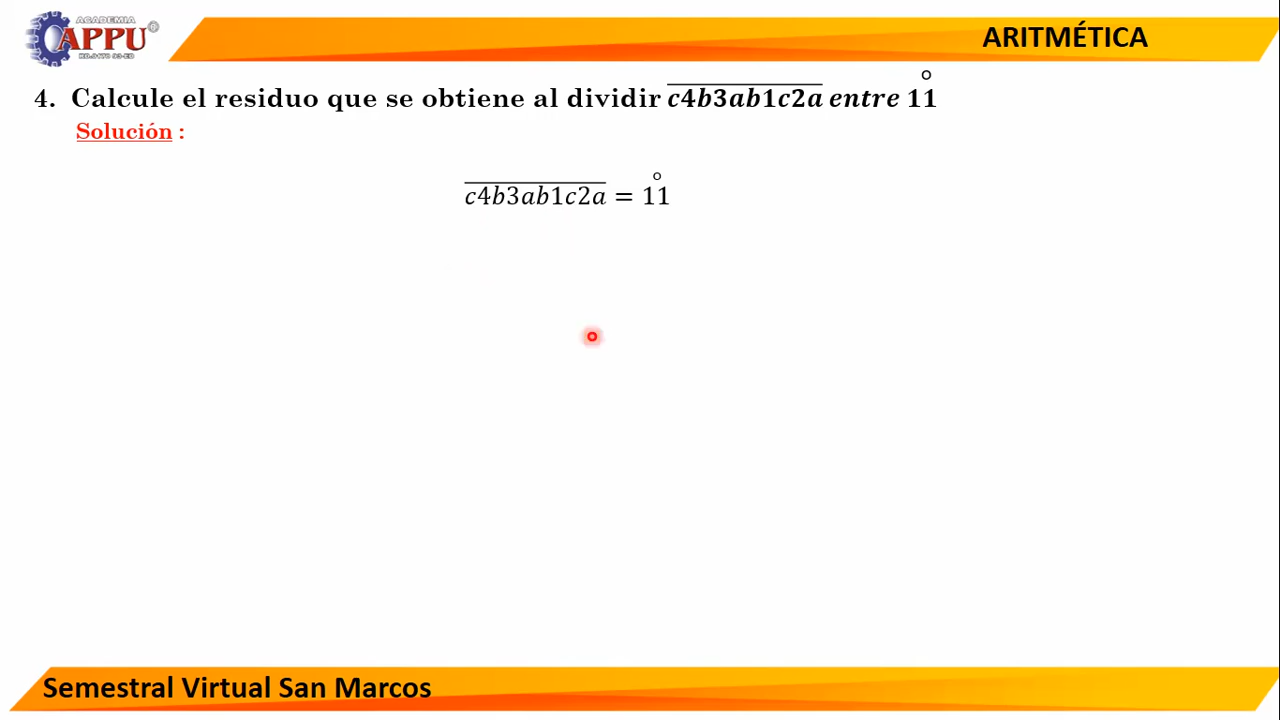 ACADEMIA
APPU®
ARITMÉTICA
4. Calcule el residuo que se obtiene al dividir c4b3ab1c2a entre 11°
Solución :
c4b3ab1c2a = 11°
Semestral Virtual San Marcos